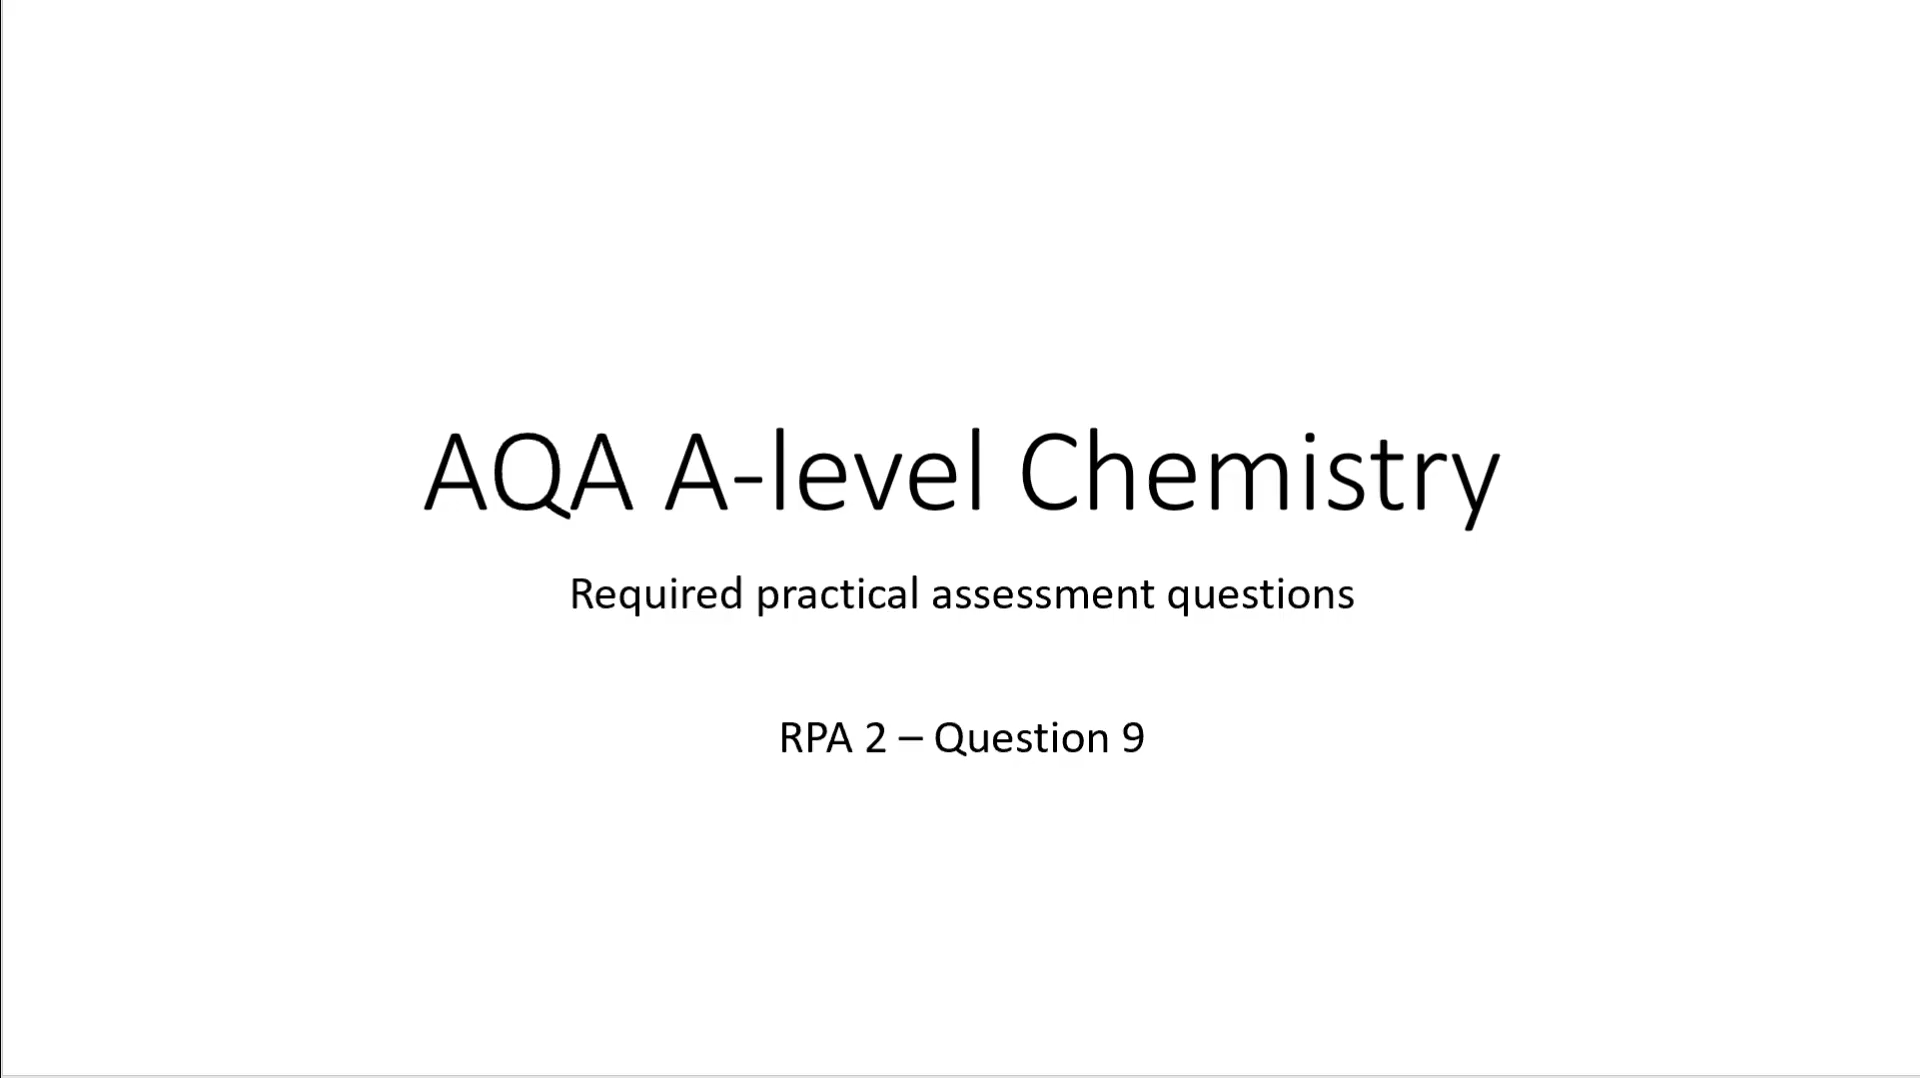 AQA A-level Chemistry
Required practical assessment questions
RPA 2 – Question 9